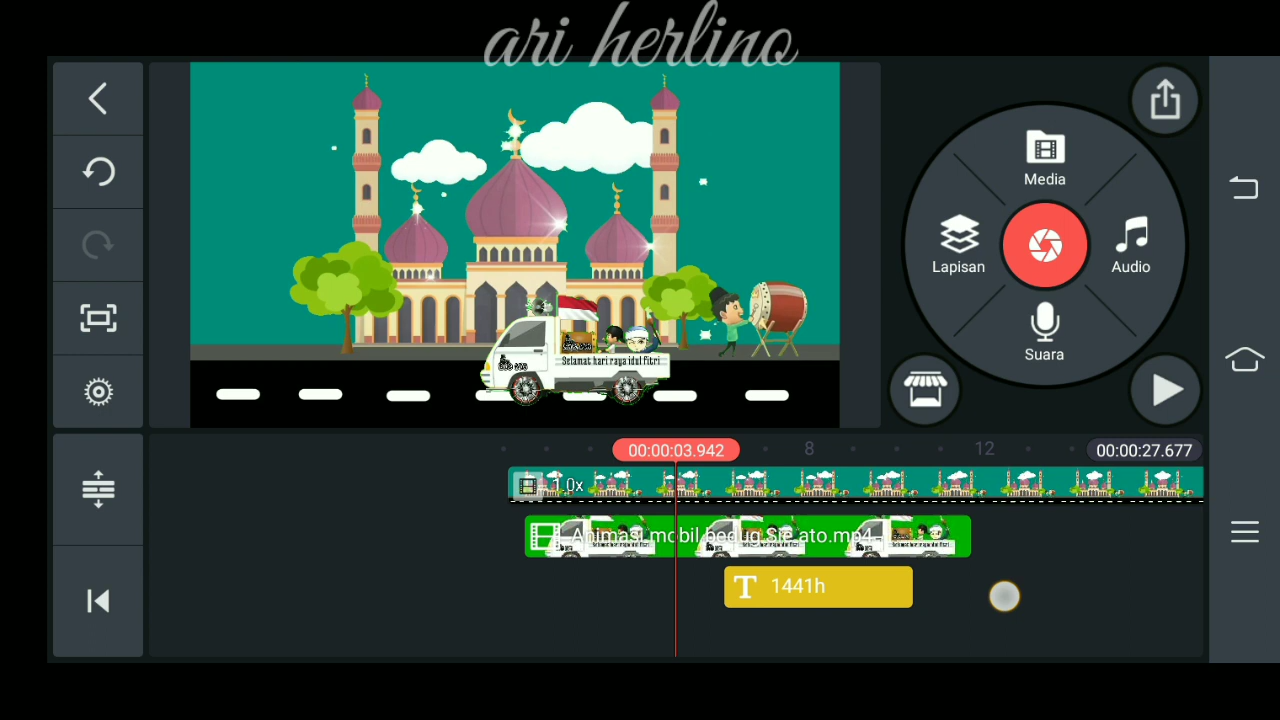 ari herlino
Media
Lapisan
Audio
Suara
Selamat hari raya idul fitri
00:00:03.942
8
12
00:00:27.677
1.0x
Animasi mobil bedug Sie ato.mp4
T 1441h